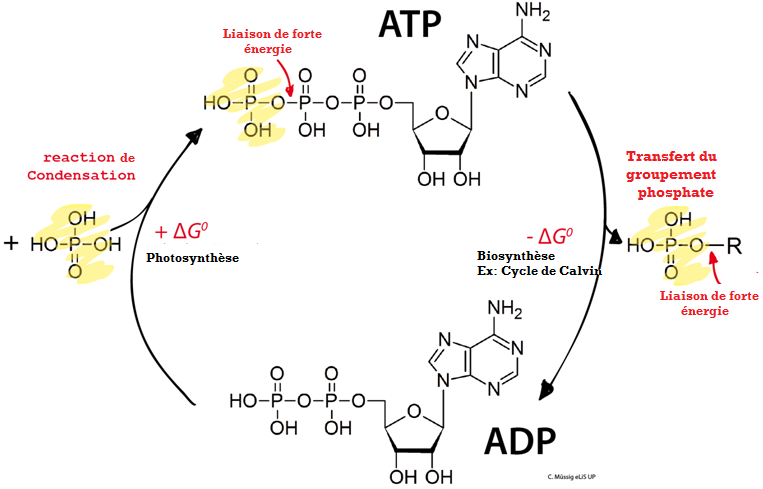 ATP
Liaison de forte
énergie
NH₂
N
N
N
N
O
O
O
HO-P-O-P-O-P-O
OH
OH
OH
O
OH OH
reaction de
Condensation
Transfert du
groupement
phosphate
+
OH
HO-P-OH
O
+ ΔG⁰
Photosynthèse
- ΔG⁰
Biosynthèse
Ex: Cycle de Calvin
OH
HO-P-O-R
O
Liaison de forte
énergie
NH₂
N
N
N
N
O
O
HO-P-O-P-O
OH
OH
O
OH OH
ADP
C. Müssig eLiS UP